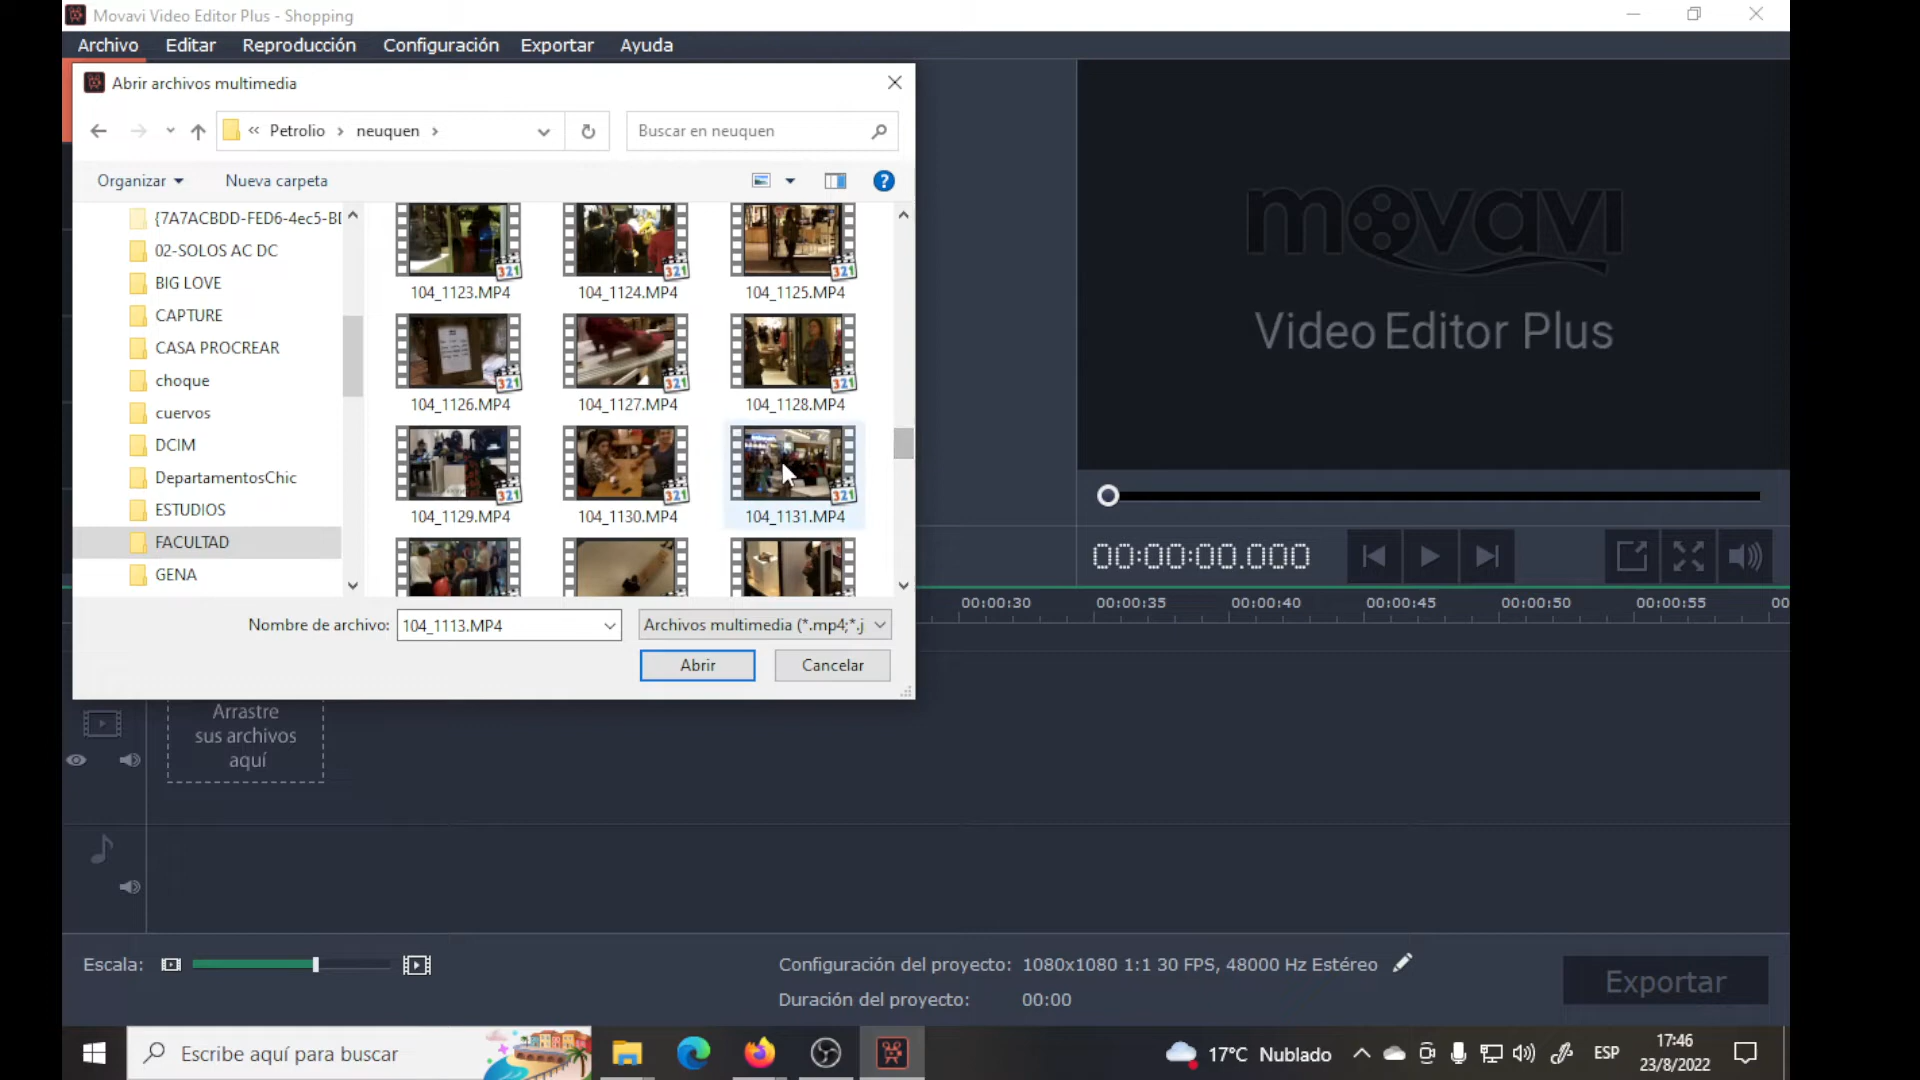 Movavi Video Editor Plus - Shopping
Archivo Editar Reproducción Configuración Exportar Ayuda
Abrir archivos multimedia
« Petrolio › neuquen ›
Buscar en neuquen
Organizar Nueva carpeta
{7A7ACBDD-FED6-4ec5-BD
02-SOLOS AC DC
BIG LOVE
CAPTURE
CASA PROCREAR
choque
cuervos
DCIM
DepartamentosChic
ESTUDIOS
FACULTAD
GENA
104_1123.MP4 104_1124.MP4 104_1125.MP4
104_1126.MP4 104_1127.MP4 104_1128.MP4
104_1129.MP4 104_1130.MP4 104_1131.MP4
Nombre de archivo: 104_1113.MP4 Archivos multimedia (*.mp4;*.j
Abrir Cancelar
movavi
Video Editor Plus
00:00:00.000
00:00:30 00:00:35 00:00:40 00:00:45 00:00:50 00:00:55 00
Arrastre
sus archivos
aquí
Escala:
Configuración del proyecto: 1080x1080 1:1 30 FPS, 48000 Hz Estéreo
Duración del proyecto: 00:00
Exportar
Escribe aquí para buscar
17°C Nublado
ESP
17:46
23/8/2022